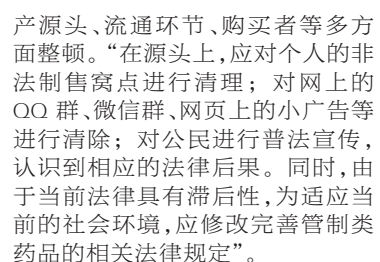 产源头、流通环节、购买者等多方
面整顿。“在源头上,应对个人的非
法制售窝点进行清理；对网上的
QQ 群、微信群、网页上的小广告等
进行清除；对公民进行普法宣传,
认识到相应的法律后果。同时,由
于当前法律具有滞后性,为适应当
前的社会环境,应修改完善管制类
药品的相关法律规定”。